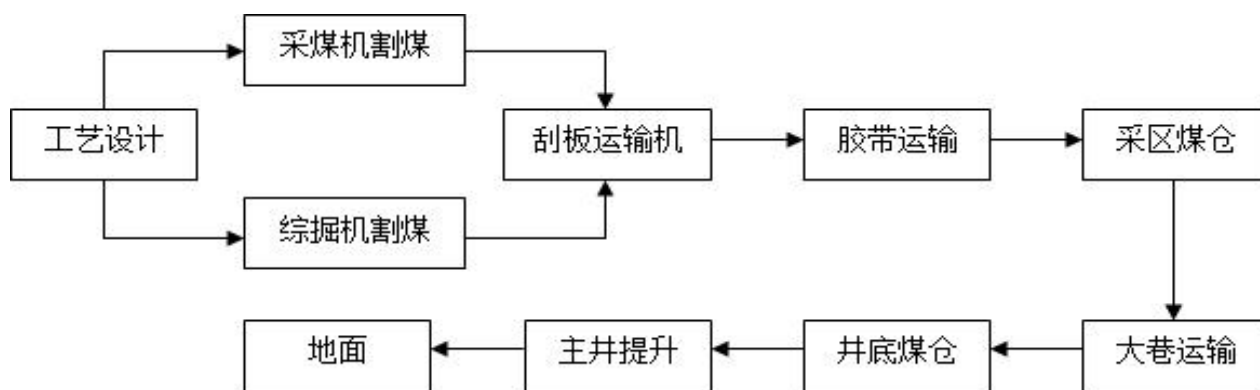 采煤机割煤
工艺设计
刮板运输机
胶带运输
采区煤仓
综掘机割煤
地面
主井提升
井底煤仓
大巷运输